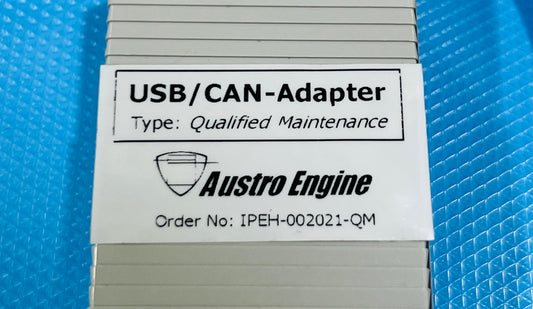 USB/CAN-Adapter
Type: Qualified Maintenance
Austro Engine
Order No: IPEH-002021-QM